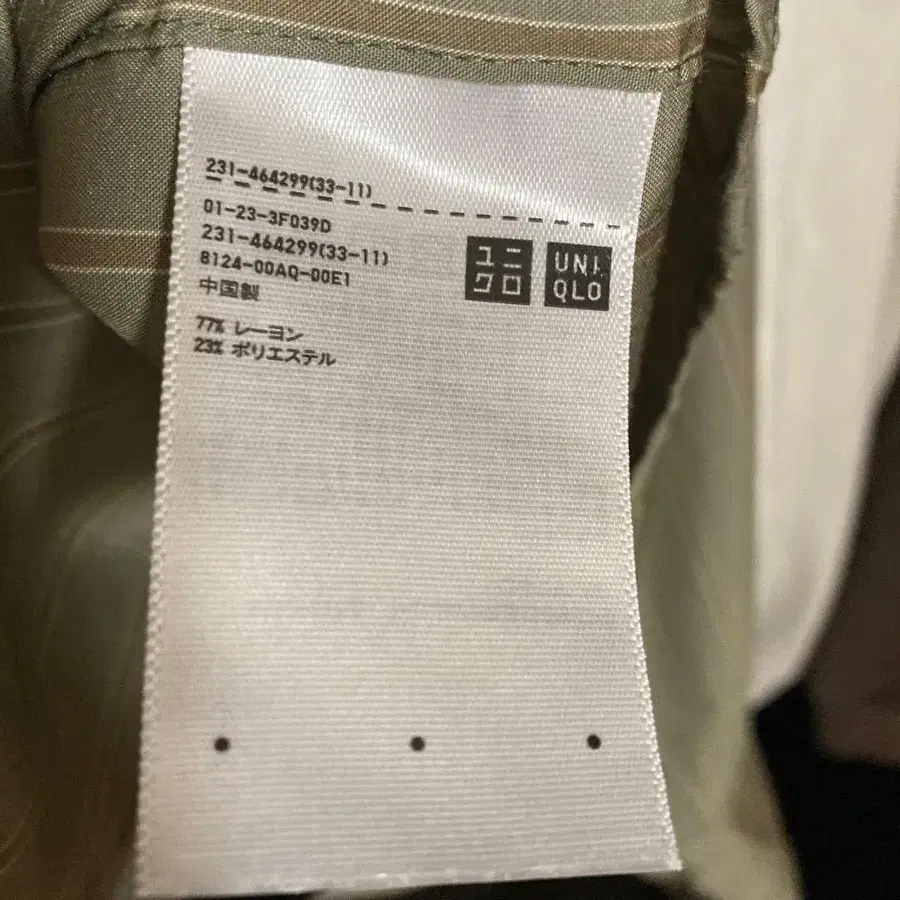 231-464299(33-11)
01-23-3F039D
231-464299(33-11)
8124-00AQ-00E1
中国製
77% レーヨン
23% ポリエステル
ユニ
クロ
UNI
QLO